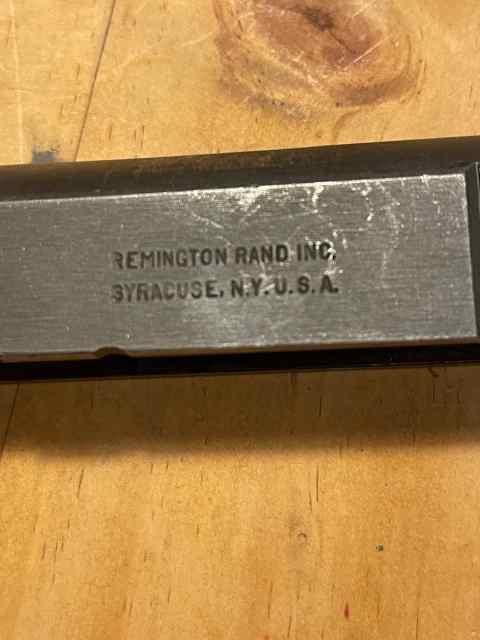 REMINGTON RAND INC.
SYRACUSE, N.Y. U.S.A.